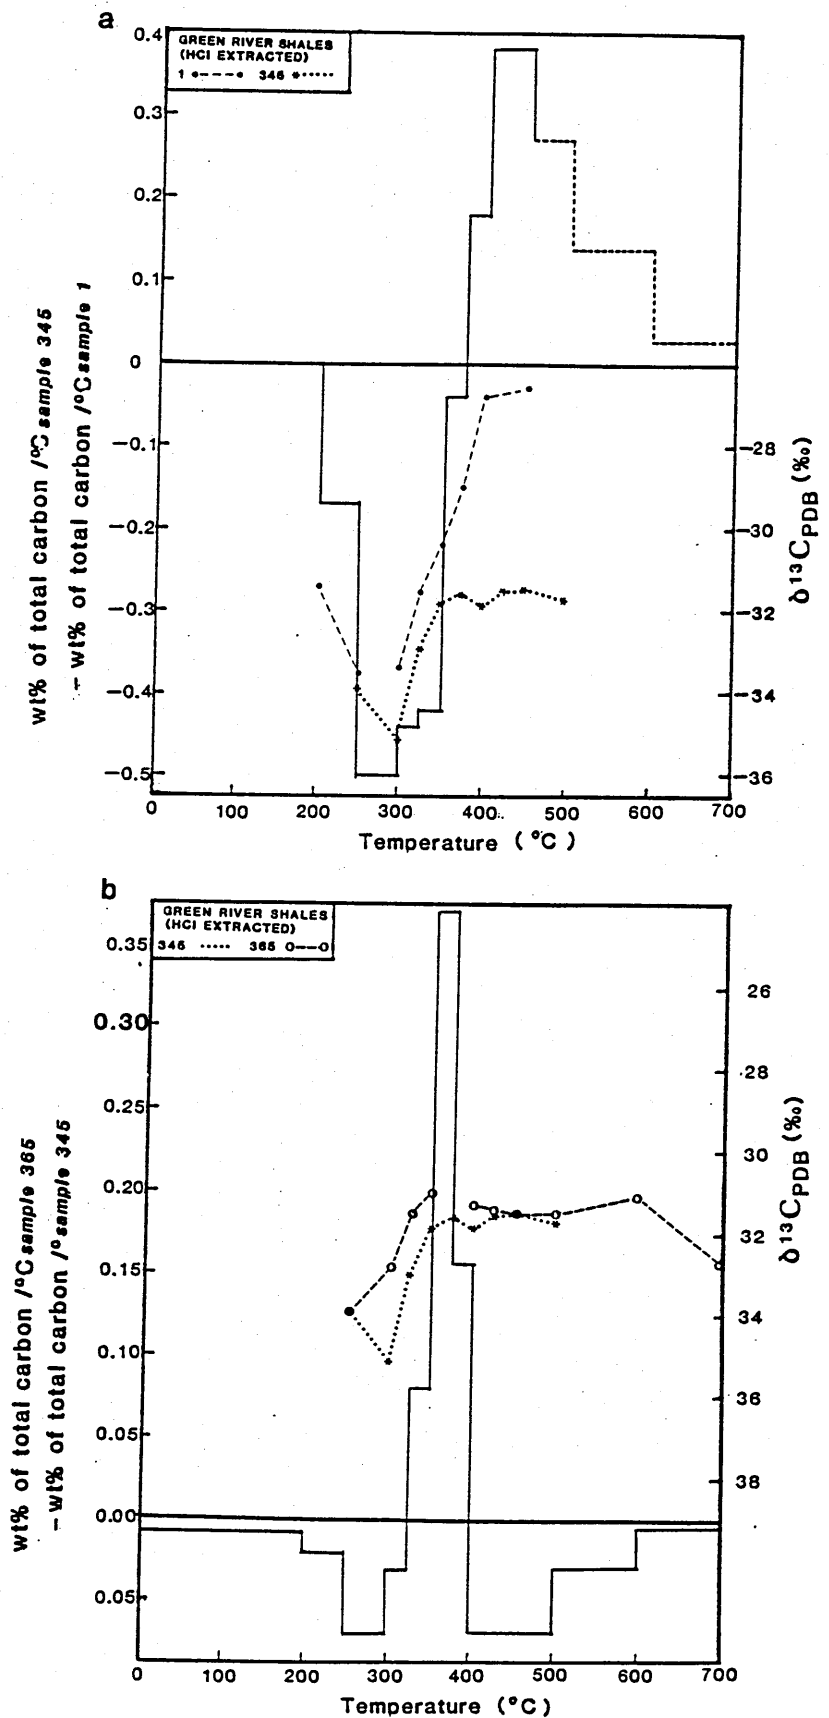 a
GREEN RIVER SHALES
(HCl EXTRACTED)
1 345
0.4
0.3
0.2
0.1
0
−0.1
−0.2
−0.3
−0.4
−0.5
wt% of total carbon /°C sample 345
− wt% of total carbon /°C sample 1
−28
−30
−32
−34
−36
δ13CPDB (‰)
0 100 200 300 400 500 600 700
Temperature (°C)
b
GREEN RIVER SHALES
(HCl EXTRACTED)
345 365
0.35
0.30
0.25
0.20
0.15
0.10
0.05
0.00
0.05
wt% of total carbon /°C sample 365
− wt% of total carbon /° sample 345
26
28
30
32
34
36
38
δ13CPDB (‰)
0 100 200 300 400 500 600 700
Temperature (°C)